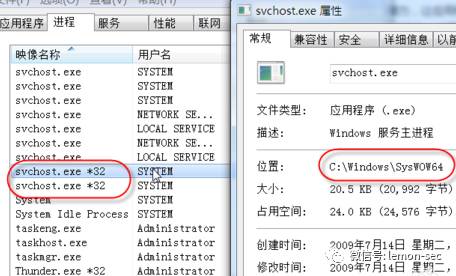 应用程序 进程 服务 性能 联网
映像名称 用户名
svchost.exe SYSTEM
svchost.exe SYSTEM
svchost.exe SYSTEM
svchost.exe NETWORK SE...
svchost.exe LOCAL SERVICE
svchost.exe NETWORK SE...
svchost.exe LOCAL SERVICE
svchost.exe *32 SYSTEM
svchost.exe *32 SYSTEM
System SYSTEM
System Idle Process SYSTEM
taskeng.exe Administrator
taskhost.exe Administrator
taskmgr.exe Administrator
Thunder.exe *32 Administrator
svchost.exe 属性
常规 兼容性 安全 详细信息 以前
svchost.exe
文件类型: 应用程序 (.exe)
描述: Windows 服务主进程
位置: C:\Windows\SysWOW64
大小: 20.5 KB (20,992 字节)
占用空间: 24.0 KB (24,576 字节)
创建时间: 2009年7月14日 星期二,
修改时间: 2009年7月14日 星期二,
微信号: lemon-sec